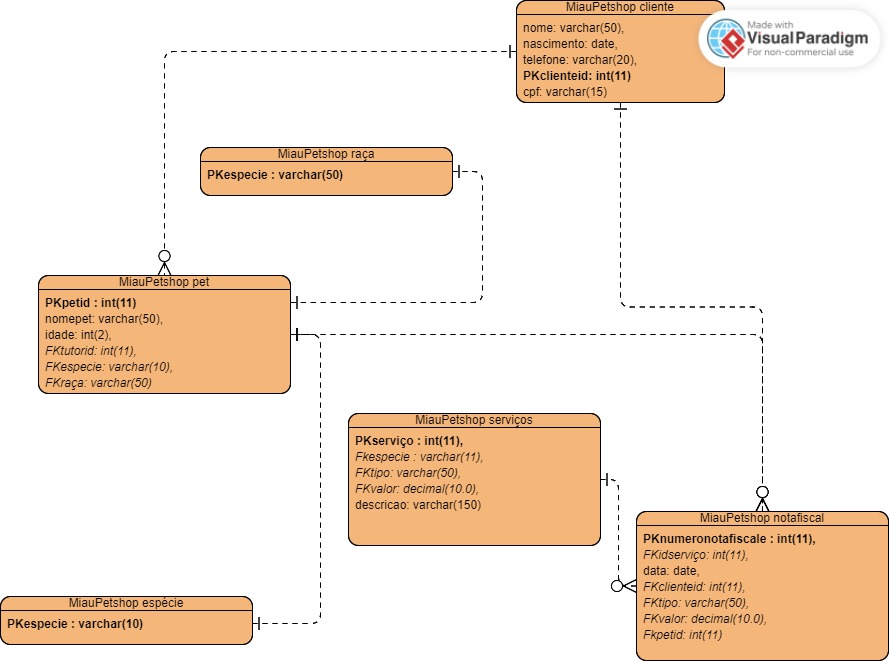 MiauPetshop cliente
nome: varchar(50),
nascimento: date,
telefone: varchar(20),
PKclienteid: int(11)
cpf: varchar(15)
Made with
VisualParadigm
For non-commercial use
MiauPetshop raça
PKespecie : varchar(50)
MiauPetshop pet
PKpetid : int(11)
nomepet: varchar(50),
idade: int(2),
FKtutorid: int(11),
FKespecie: varchar(10),
FKraça: varchar(50)
MiauPetshop serviços
PKserviço : int(11),
Fkespecie : varchar(11),
FKtipo: varchar(50),
FKvalor: decimal(10.0),
descricao: varchar(150)
MiauPetshop notafiscal
PKnumeronotafiscale : int(11),
FKidserviço: int(11),
data: date,
FKclienteid: int(11),
FKtipo: varchar(50),
FKvalor: decimal(10.0),
Fkpetid: int(11)
MiauPetshop espécie
PKespecie : varchar(10)